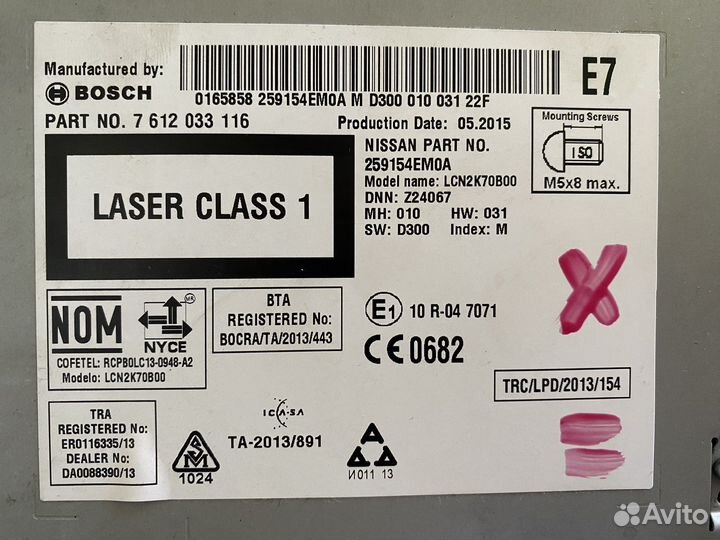 Manufactured by:
BOSCH
0165858 259154EM0A M D300 010 031 22F
E7
PART NO. 7 612 033 116
Production Date: 05.2015
LASER CLASS 1
NISSAN PART NO.
259154EM0A
Model name: LCN2K70B00
DNN: Z24067
MH: 010 HW: 031
SW: D300 Index: M
Mounting Screws
ISO
M5x8 max.
NOM
MR
NYCE
COFETEL: RCPBOLC13-0948-A2
Modelo: LCN2K70B00
BTA
REGISTERED No:
BOCRA/TA/2013/443
E1 10 R-04 7071
CE0682
TRC/LPD/2013/154
TRA
REGISTERED No:
ER0116335/13
DEALER No:
DA0088390/13
SM
1024
ICASA
TA-2013/891
И011 13
Avito